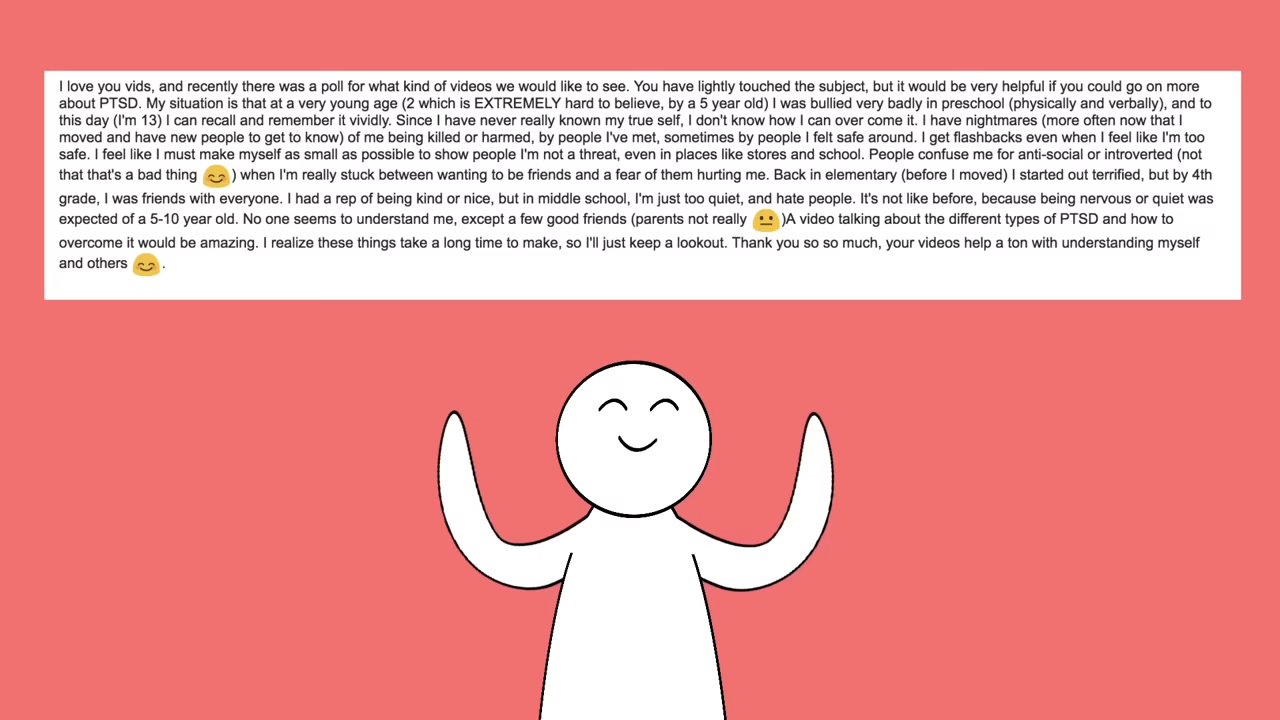 I love you vids, and recently there was a poll for what kind of videos we would like to see. You have lightly touched the subject, but it would be very helpful if you could go on more
about PTSD. My situation is that at a very young age (2 which is EXTREMELY hard to believe, by a 5 year old) I was bullied very badly in preschool (physically and verbally), and to
this day (I'm 13) I can recall and remember it vividly. Since I have never really known my true self, I don't know how I can over come it. I have nightmares (more often now that I
moved and have new people to get to know) of me being killed or harmed, by people I've met, sometimes by people I felt safe around. I get flashbacks even when I feel like I'm too
safe. I feel like I must make myself as small as possible to show people I'm not a threat, even in places like stores and school. People confuse me for anti-social or introverted (not
that that's a bad thing 😊) when I'm really stuck between wanting to be friends and a fear of them hurting me. Back in elementary (before I moved) I started out terrified, but by 4th
grade, I was friends with everyone. I had a rep of being kind or nice, but in middle school, I'm just too quiet, and hate people. It's not like before, because being nervous or quiet was
expected of a 5-10 year old. No one seems to understand me, except a few good friends (parents not really 😐)A video talking about the different types of PTSD and how to
overcome it would be amazing. I realize these things take a long time to make, so I'll just keep a lookout. Thank you so so much, your videos help a ton with understanding myself
and others 😊.